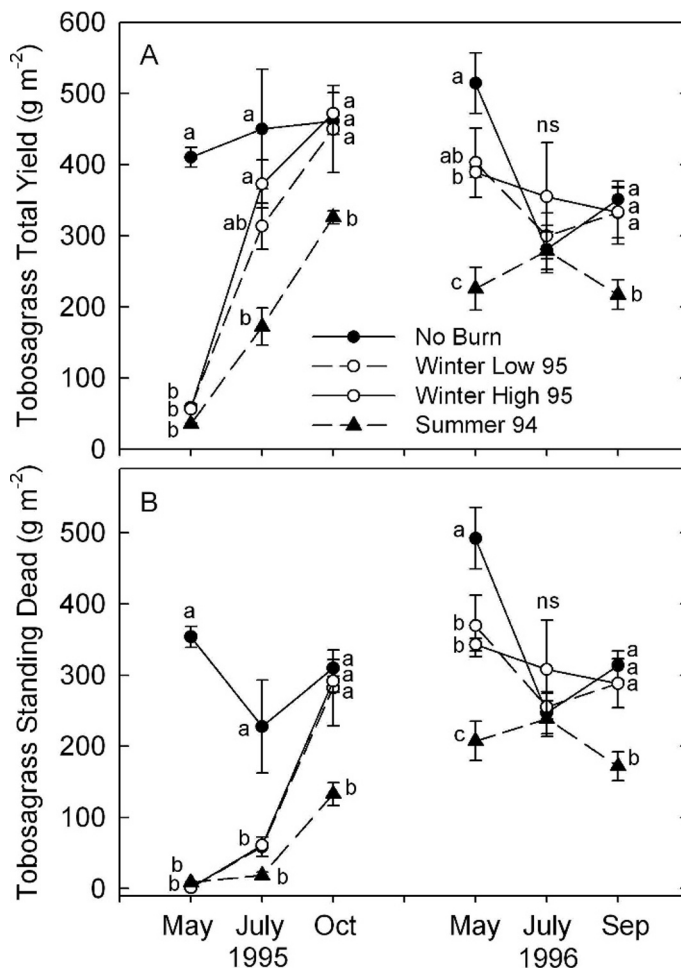 600
A
500
400
300
200
100
0
Tobosagrass Total Yield (g m⁻²)
a
a
a
a
a
a
ab
b
b
b
b
b
a
ab
b
c
ns
a
a
a
b
No Burn
Winter Low 95
Winter High 95
Summer 94
B
500
400
300
200
100
0
Tobosagrass Standing Dead (g m⁻²)
a
a
a
a
a
b
b
b
b
b
a
b
b
c
ns
a
a
a
b
May July Oct May July Sep
1995 1996